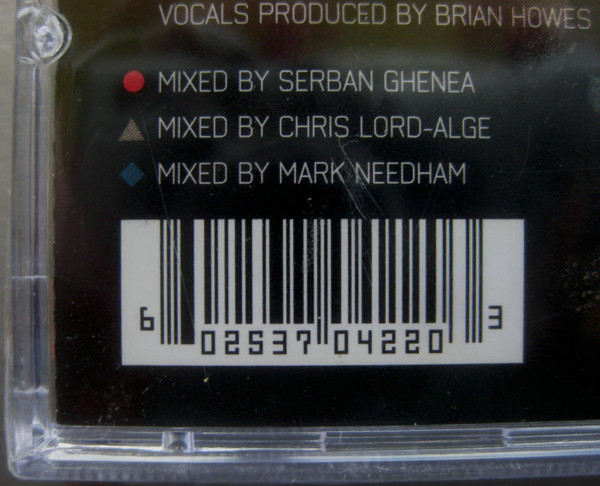 VOCALS PRODUCED BY BRIAN HOWES
MIXED BY SERBAN GHENEA
MIXED BY CHRIS LORD-ALGE
MIXED BY MARK NEEDHAM
6 02537 04220 3